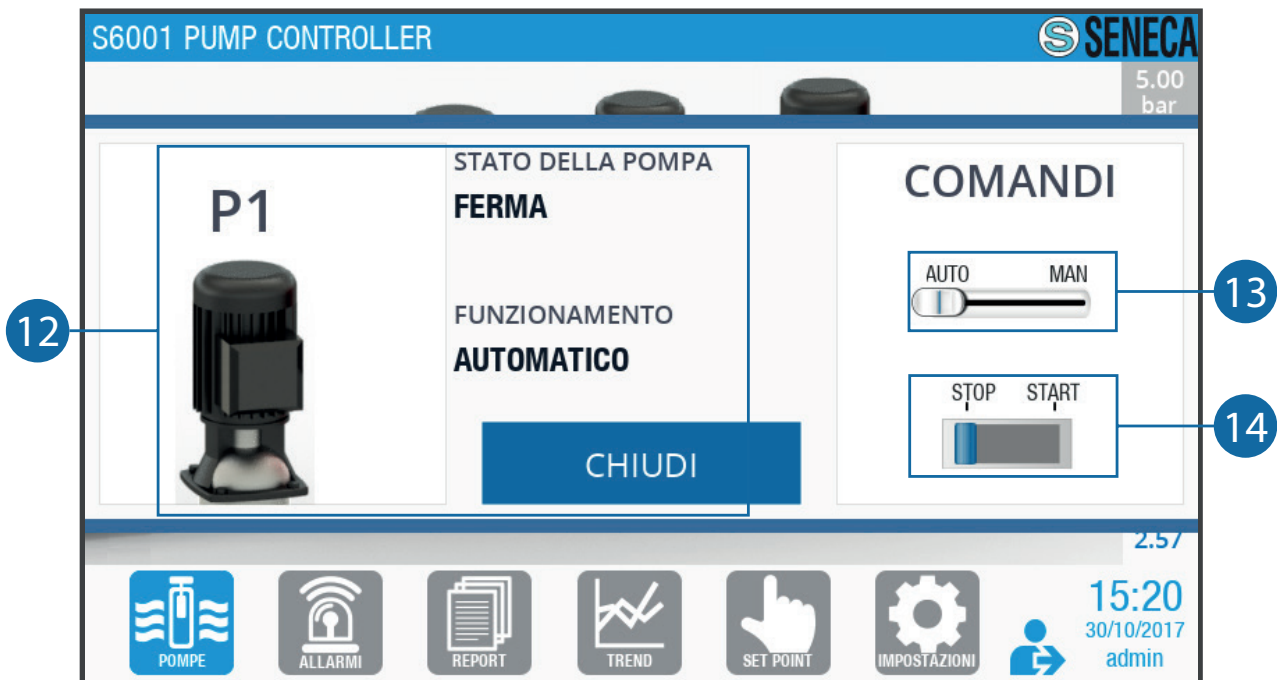 S6001 PUMP CONTROLLER
S SENECA
5.00
bar
P1
STATO DELLA POMPA
FERMA
FUNZIONAMENTO
AUTOMATICO
CHIUDI
COMANDI
AUTO MAN
STOP START
12
13
14
2.57
POMPE
ALLARMI
REPORT
TREND
SET POINT
IMPOSTAZIONI
15:20
30/10/2017
admin